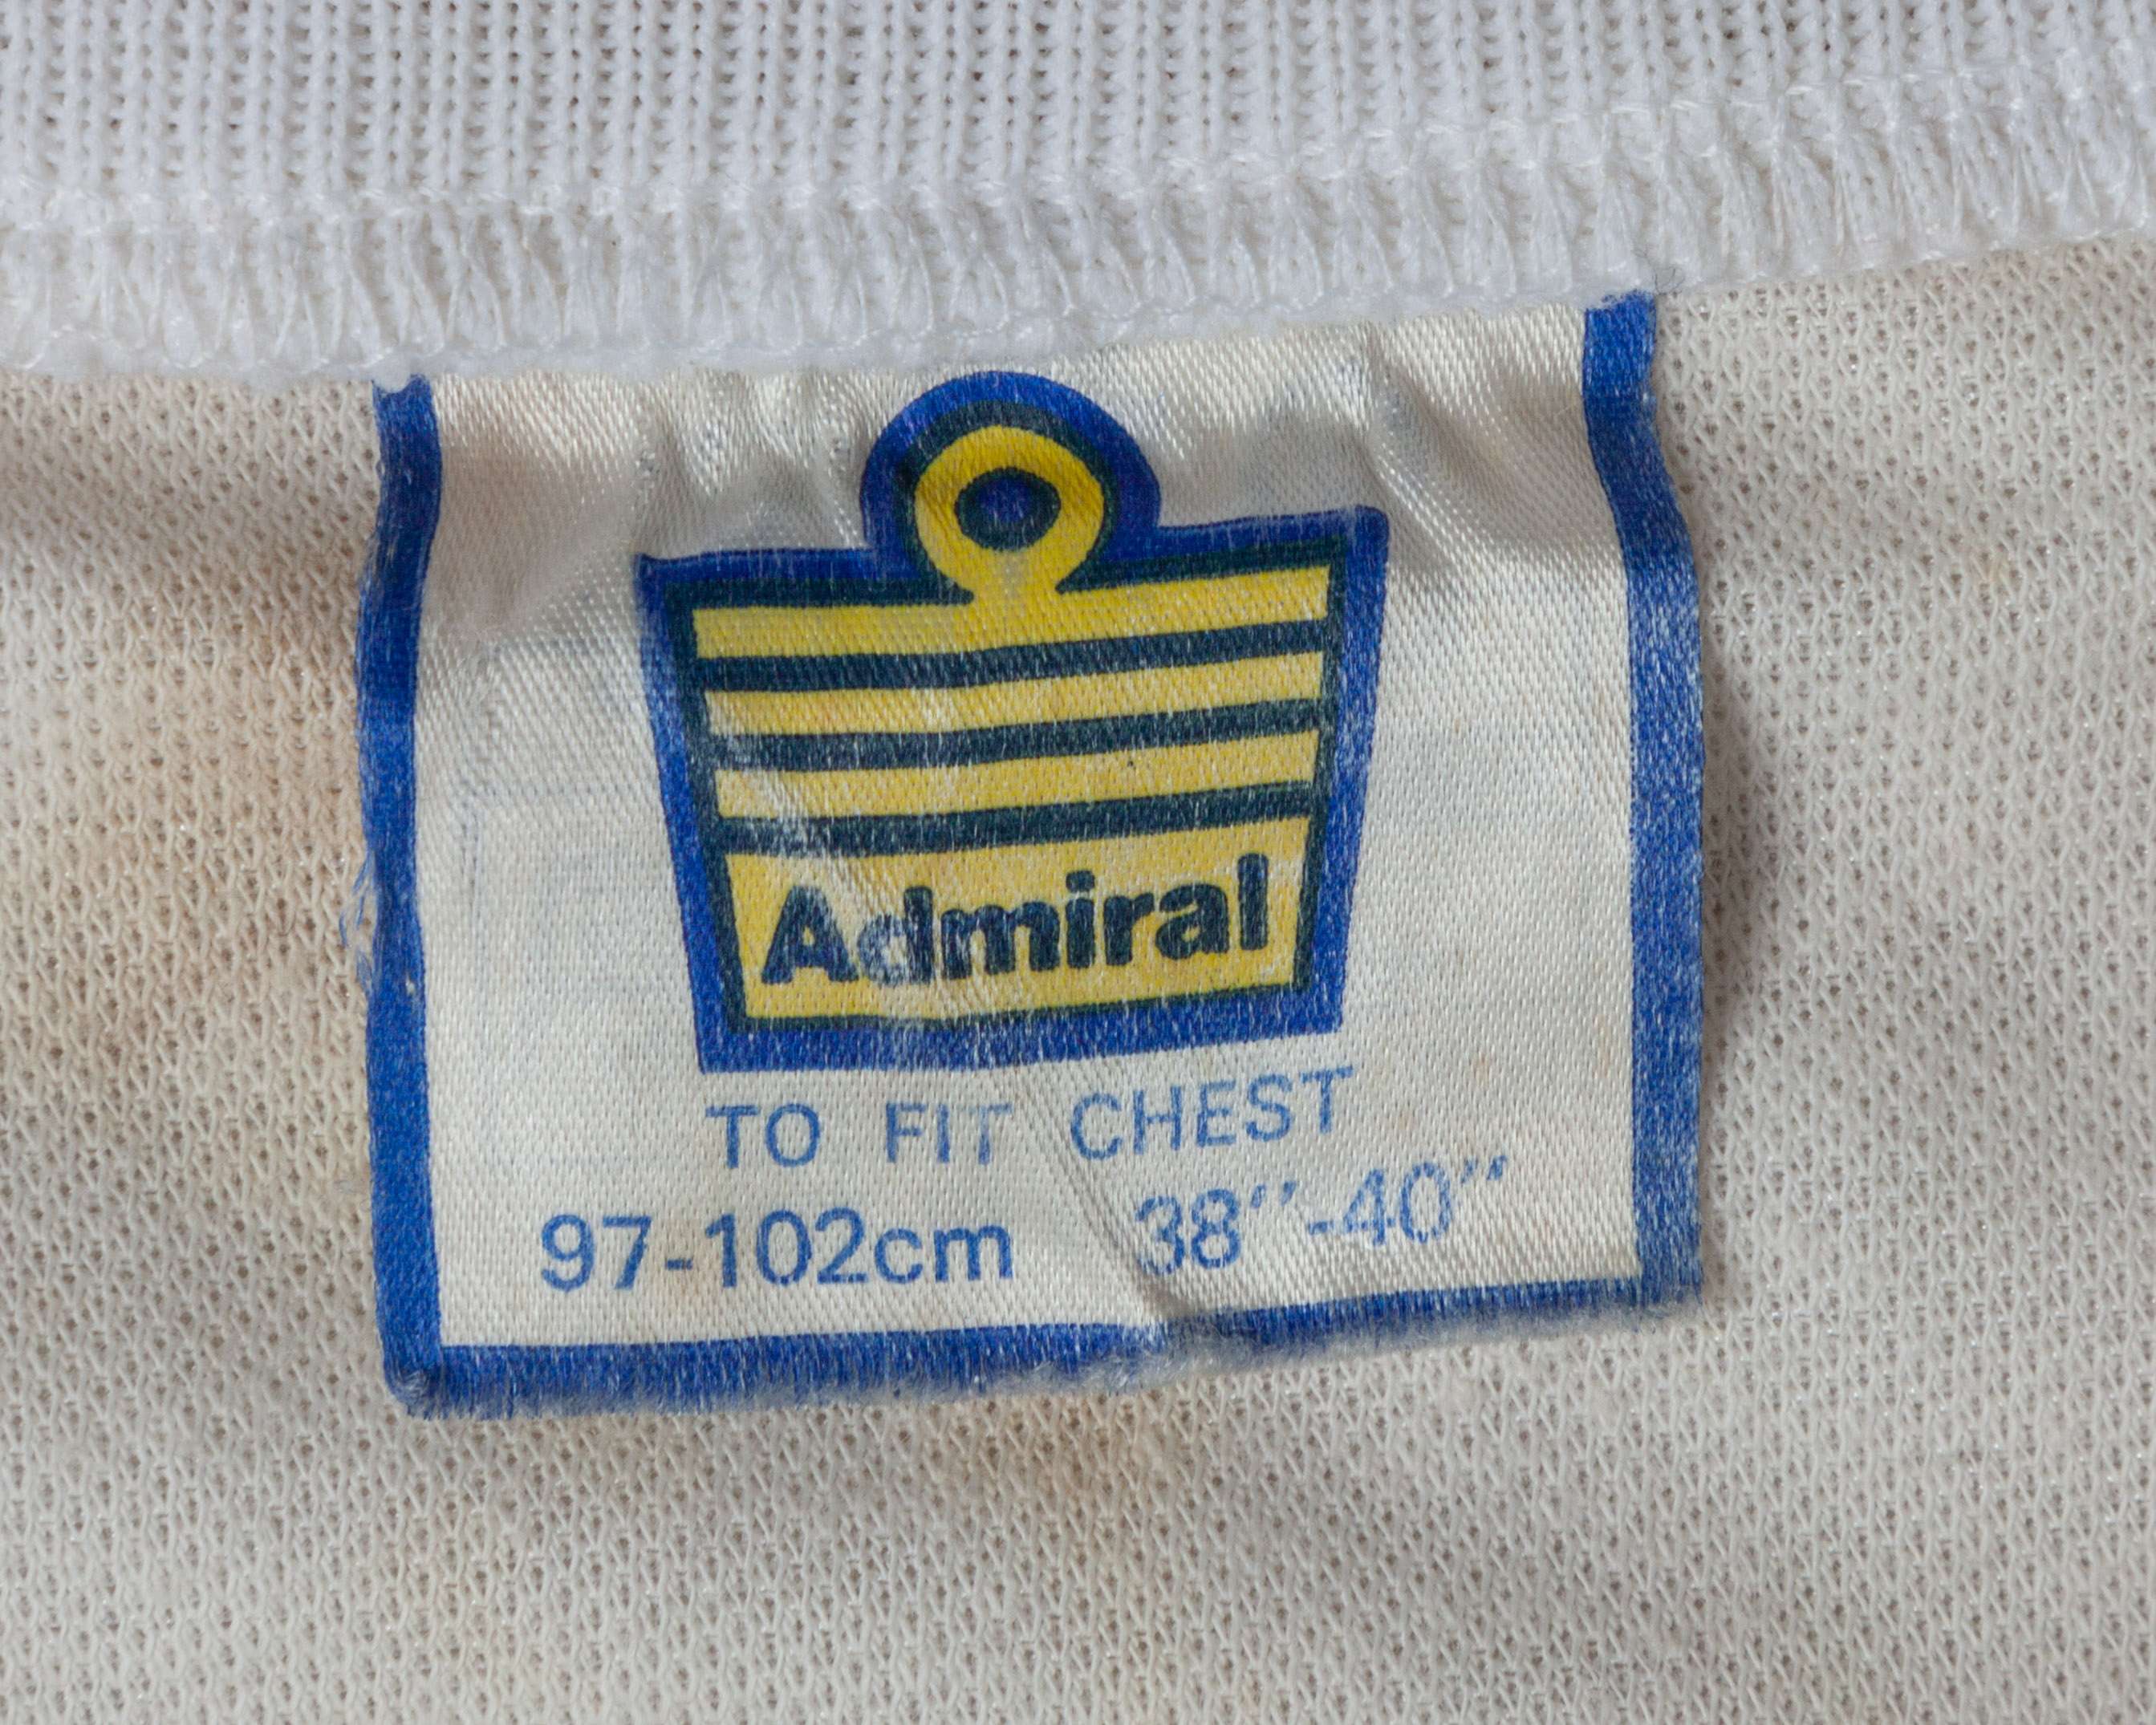 Admiral
TO FIT CHEST
97-102cm 38"-40"